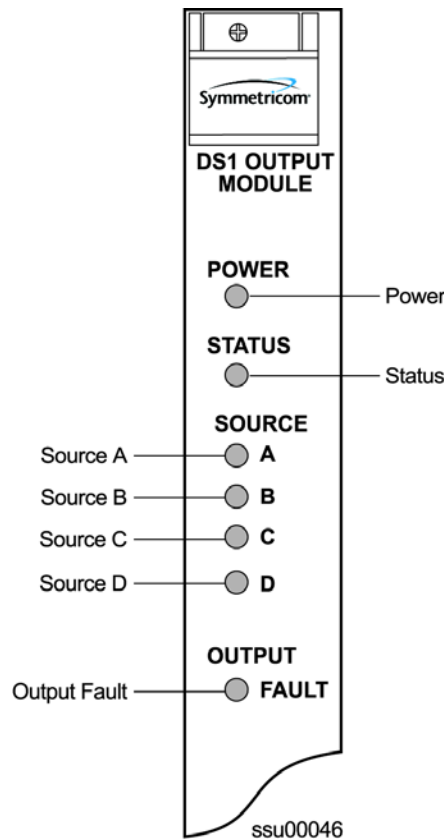 Symmetricom
DS1 OUTPUT
MODULE
POWER
Power
STATUS
Status
SOURCE
Source A
A
Source B
B
Source C
C
Source D
D
OUTPUT
Output Fault
FAULT
ssu00046